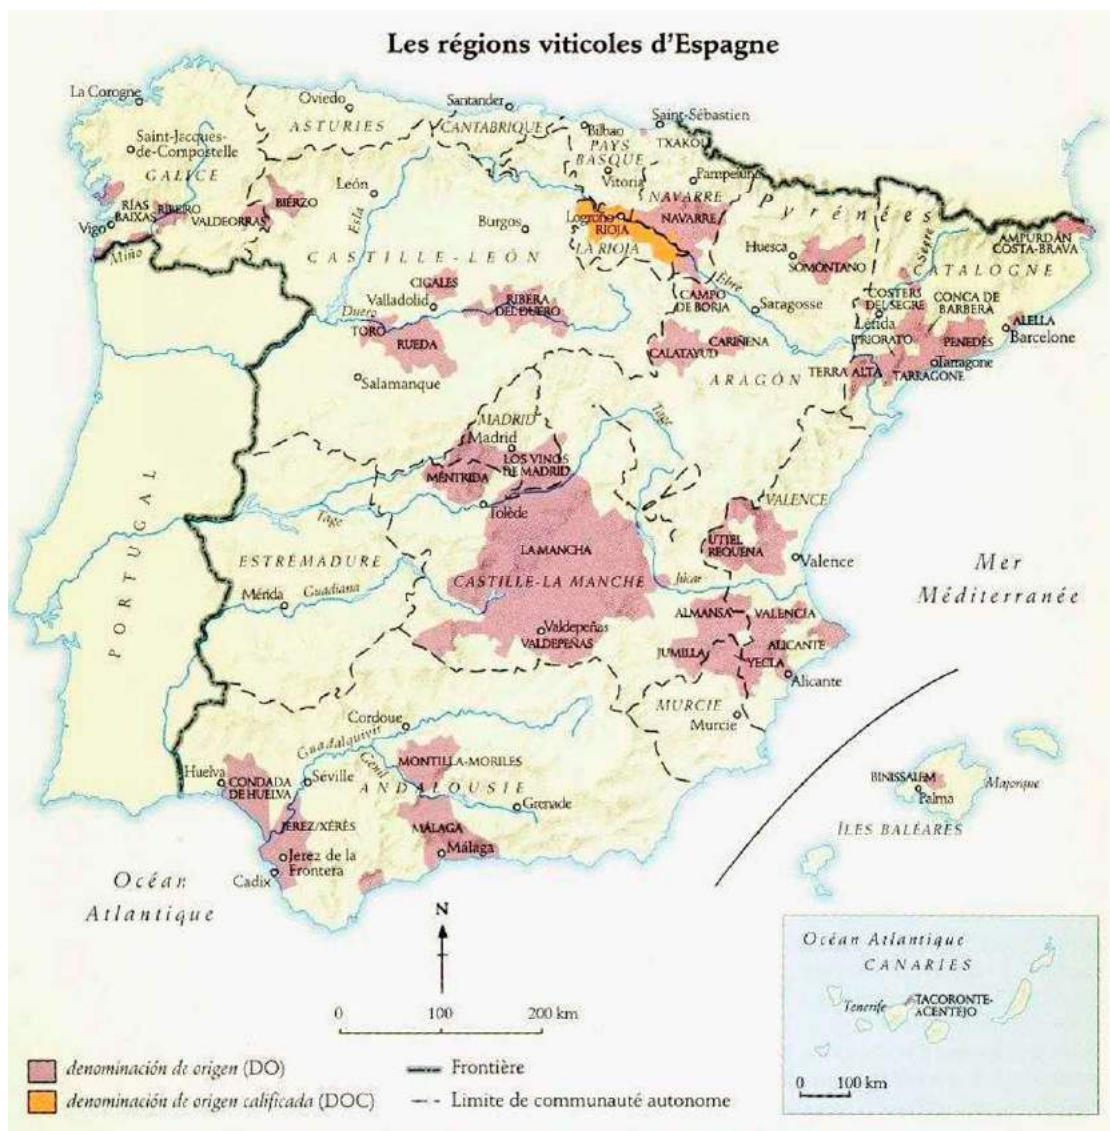 Les régions viticoles d'Espagne
La Corogne
Oviedo
Santander
Saint-Sébastien
ASTURIES
CANTABRIQUE
Bilbao
TXAKOLI
PAYS
BASQUE
Saint-Jacques-
de-Compostelle
GALICE
León
Vitoria
Pampelune
NAVARRE
Pyrénées
RÍAS
BAIXAS
RIBEIRO
VALDEORRAS
BIERZO
Vigo
Miño
Esla
Burgos
Logroño
RIOJA
LA RIOJA
NAVARRE
Huesca
SOMONTANO
Segre
AMPURDÁN
COSTA-BRAVA
CATALOGNE
CASTILLE-LEÓN
CIGALES
Valladolid
Duero
RIBERA
DEL DUERO
Èbre
CAMPO
DE BORJA
Saragosse
COSTERS
DEL SEGRE
CONCA DE
BARBERA
Lérida
ALELLA
Barcelone
TORO
RUEDA
CALATAYUD
CARIÑENA
PRIORATO
PENEDÈS
Tarragone
TERRA ALTA
TARRAGONE
Salamanque
ARAGÓN
MADRID
Madrid
Tage
MÉNTRIDA
LOS VINOS
DE MADRID
Tolède
PORTUGAL
Tage
VALENCE
UTIEL
REQUENA
Valence
ESTRÉMADURE
LA MANCHA
CASTILLE-LA MANCHE
Júcar
Mer
Méditerranée
Mérida
Guadiana
ALMANSA
VALENCIA
Valdepeñas
VALDEPEÑAS
JUMILLA
ALICANTE
YECLA
Alicante
MURCIE
Murcie
Cordoue
Guadalquivir
Huelva
CONDADA
DE HUELVA
Séville
Genil
MONTILLA-MORILES
ANDALOUSIE
Grenade
JEREZ/XÉRÈS
MÁLAGA
Málaga
Jerez de la
Frontera
Cadix
BINISSALEM
Palma
Majorque
ÎLES BALÉARES
Océan
Atlantique
N
0 100 200 km
Océan Atlantique
CANARIES
Tenerife
TACORONTE-
ACENTEJO
0 100 km
denominación de origen (DO)
denominación de origen calificada (DOC)
Frontière
Limite de communauté autonome